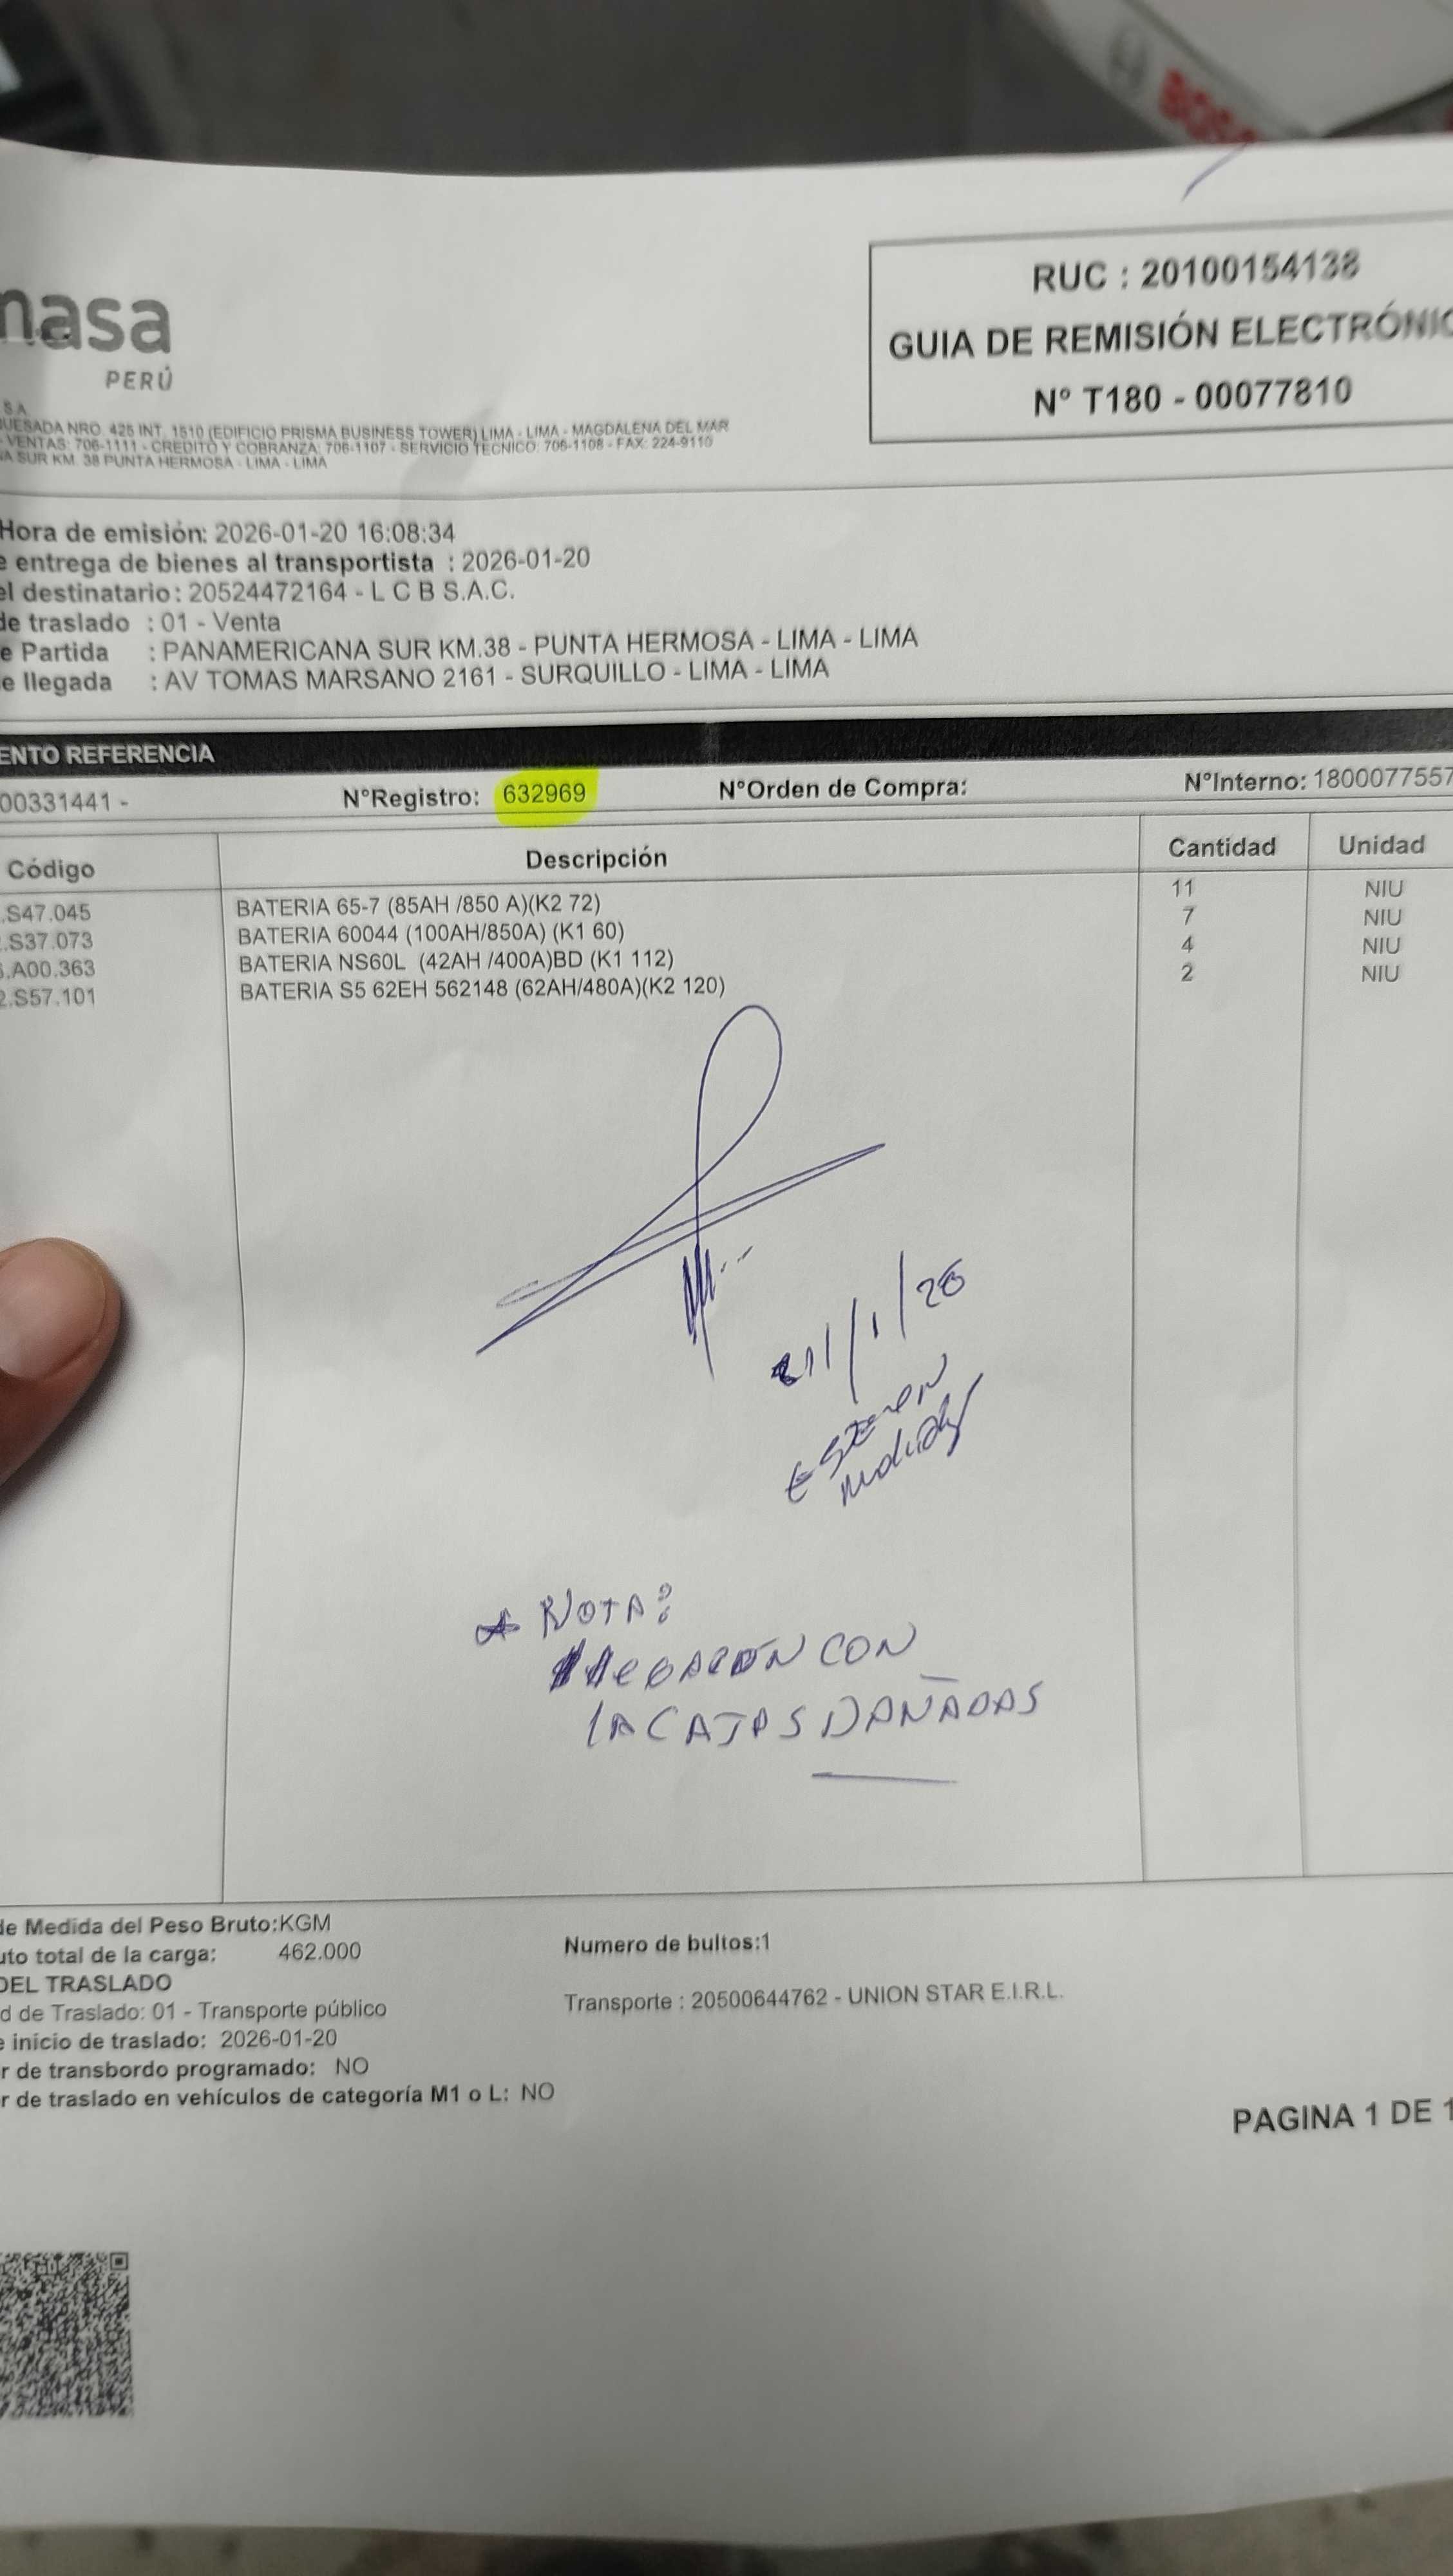 BOSC
nasa
PERÚ
RUC : 20100154138
GUIA DE REMISIÓN ELECTRÓNIC
N° T180 - 00077810
S.A.
UESADA NRO. 425 INT. 1510 (EDIFICIO PRISMA BUSINESS TOWER) LIMA - LIMA - MAGDALENA DEL MAR
- VENTAS: 706-1111 - CREDITO Y COBRANZA: 706-1107 - SERVICIO TECNICO: 706-1108 - FAX: 224-9110
A SUR KM. 38 PUNTA HERMOSA - LIMA - LIMA
Hora de emisión: 2026-01-20 16:08:34
e entrega de bienes al transportista : 2026-01-20
el destinatario : 20524472164 - L C B S.A.C.
de traslado : 01 - Venta
e Partida : PANAMERICANA SUR KM.38 - PUNTA HERMOSA - LIMA - LIMA
e llegada : AV TOMAS MARSANO 2161 - SURQUILLO - LIMA - LIMA
ENTO REFERENCIA
00331441 - N°Registro: 632969 N°Orden de Compra: N°Interno: 1800077557
Código Descripción Cantidad Unidad
.S47.045 BATERIA 65-7 (85AH /850 A)(K2 72) 11 NIU
.S37.073 BATERIA 60044 (100AH/850A) (K1 60) 7 NIU
.A00.363 BATERIA NS60L (42AH /400A)BD (K1 112) 4 NIU
2.S57.101 BATERIA S5 62EH 562148 (62AH/480A)(K2 120) 2 NIU
21/1/26
* NOTA:
CON
LA CAJAS DAÑADAS
de Medida del Peso Bruto:KGM
uto total de la carga: 462.000 Numero de bultos:1
DEL TRASLADO
d de Traslado: 01 - Transporte público Transporte : 20500644762 - UNION STAR E.I.R.L.
e inicio de traslado: 2026-01-20
r de transbordo programado: NO
r de traslado en vehículos de categoría M1 o L: NO
PAGINA 1 DE 1